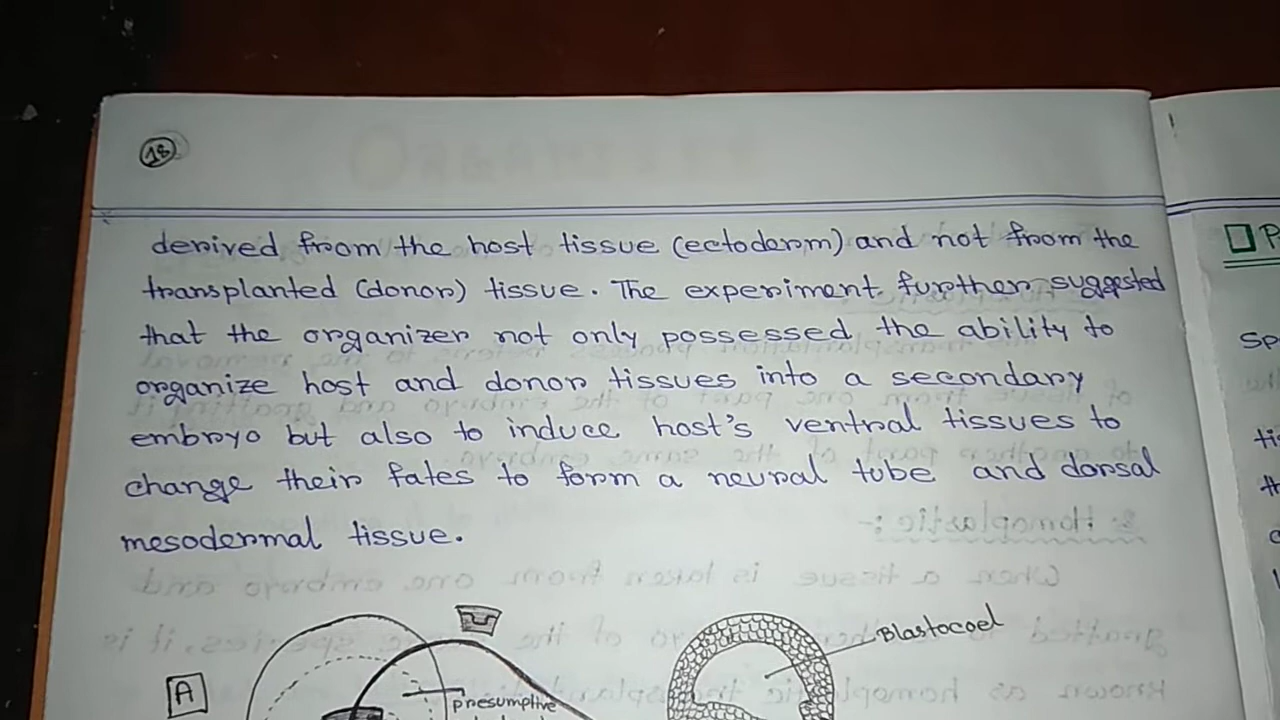 18
derived from the host tissue (ectoderm) and not from the
transplanted (donor) tissue. The experiment further suggested
that the organizer not only possessed the ability to
organize host and donor tissues into a secondary
embryo but also to induce host's ventral tissues to
change their fates to form a neural tube and dorsal
mesodermal tissue.
Blastocoel
A
presumptive